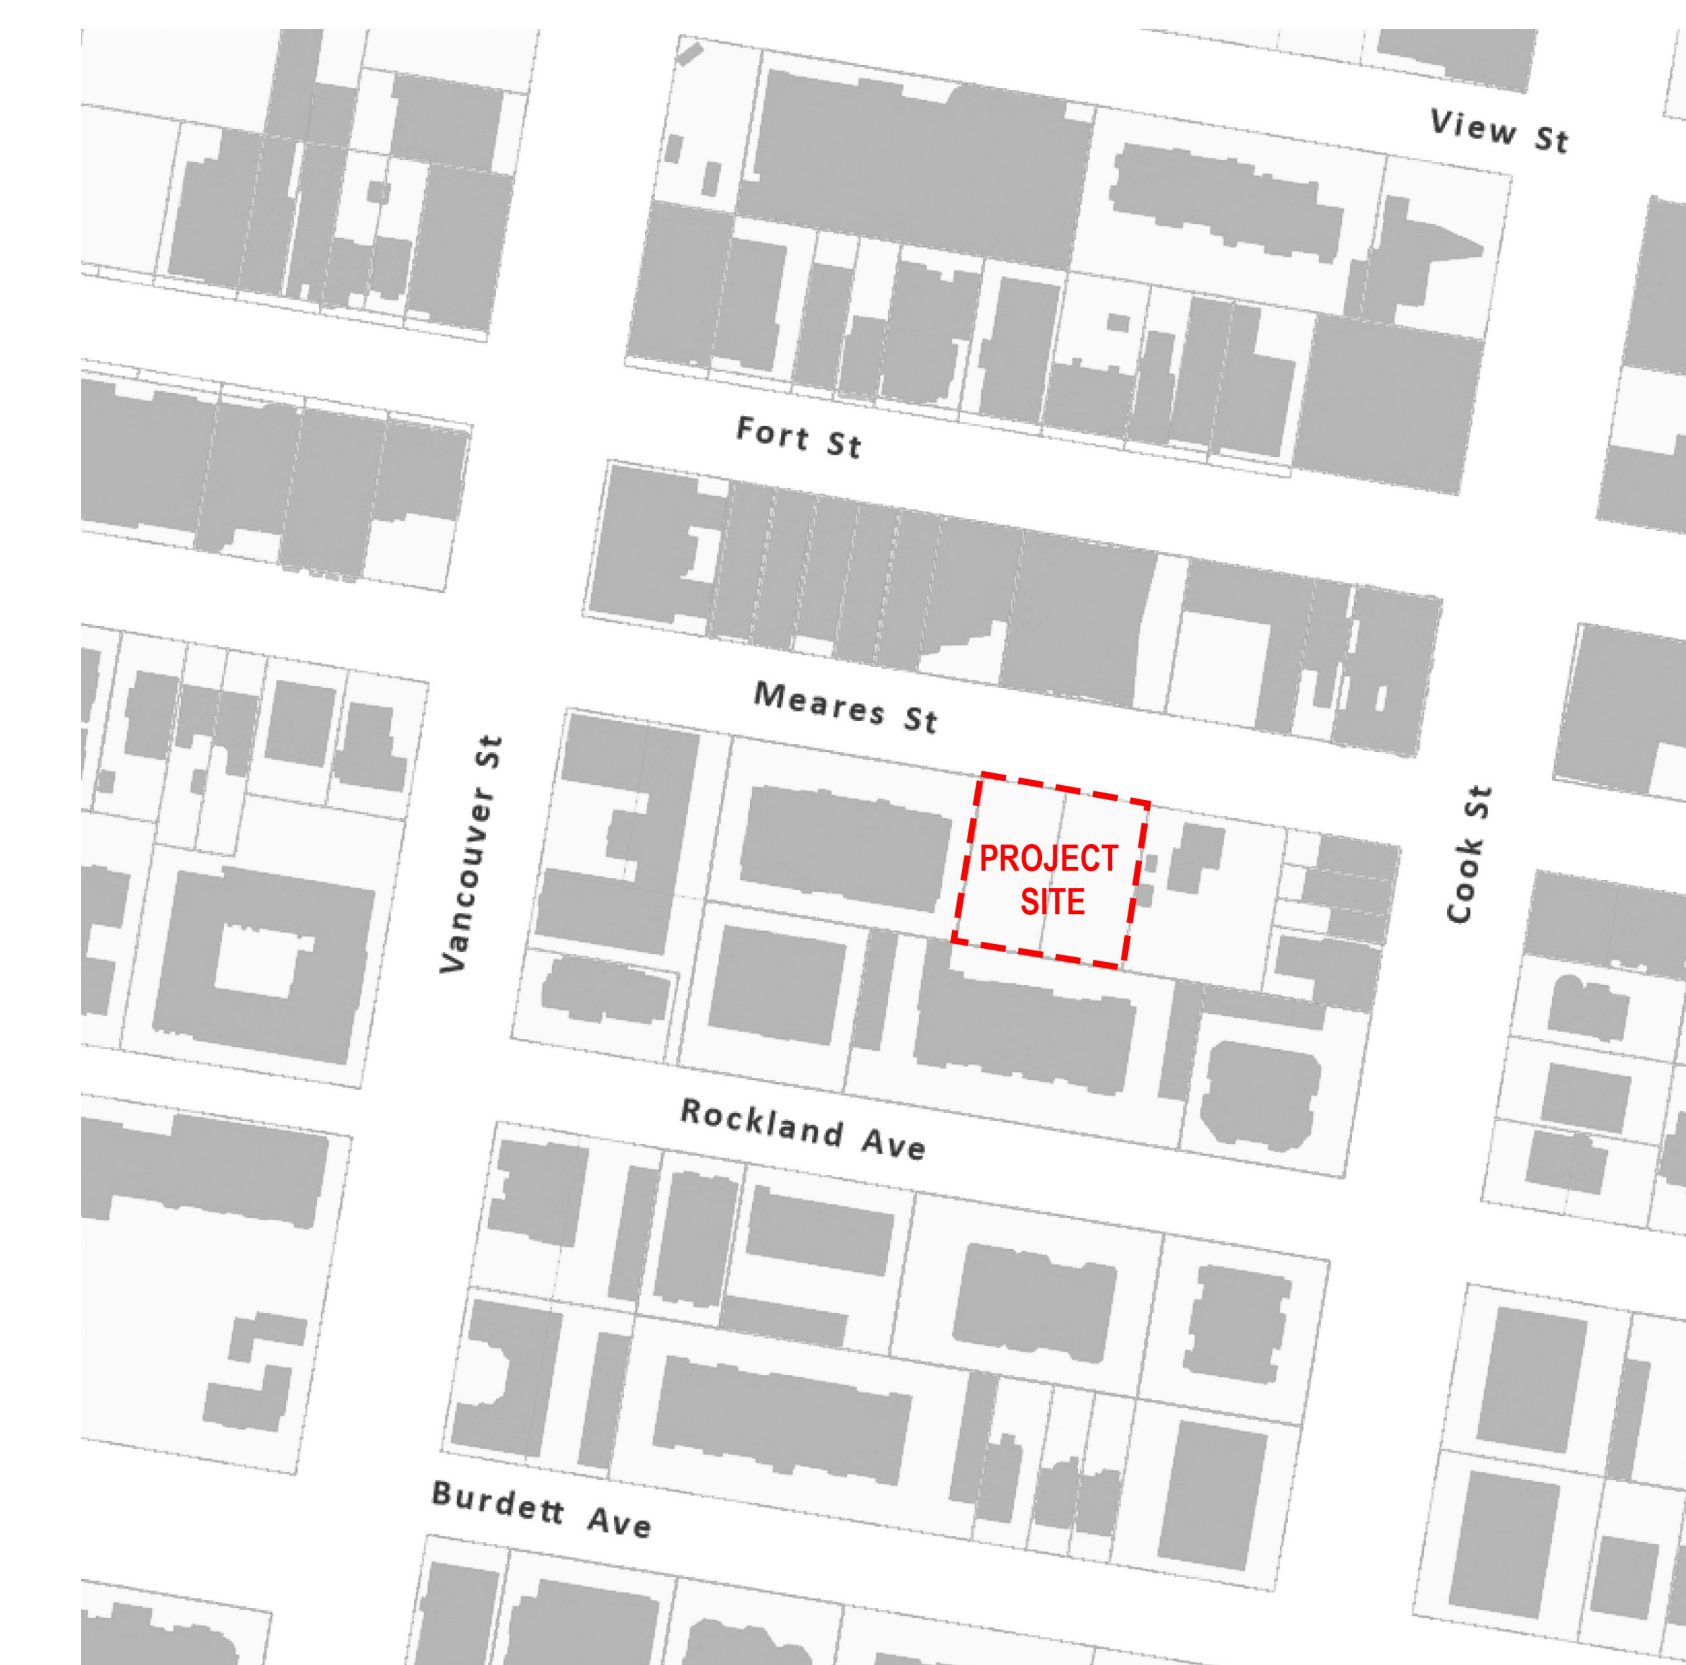 View St
Fort St
Meares St
Vancouver St
Cook St
PROJECT
SITE
Rockland Ave
Burdett Ave